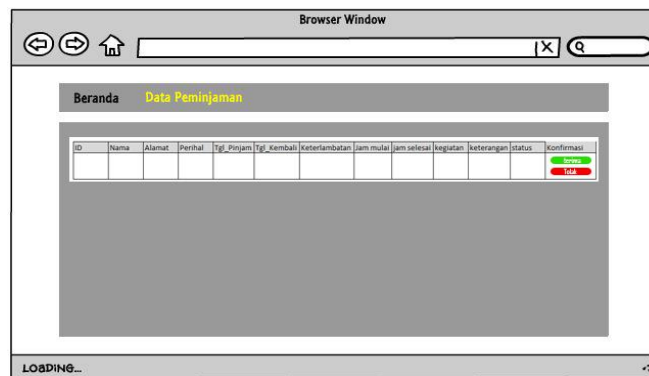 Browser Window
Beranda Data Peminjaman
ID Nama Alamat Perihal Tgl_Pinjam Tgl_Kembali Keterlambatan Jam mulai jam selesai kegiatan keterangan status Konfirmasi
terima
Tolak
LOADING...